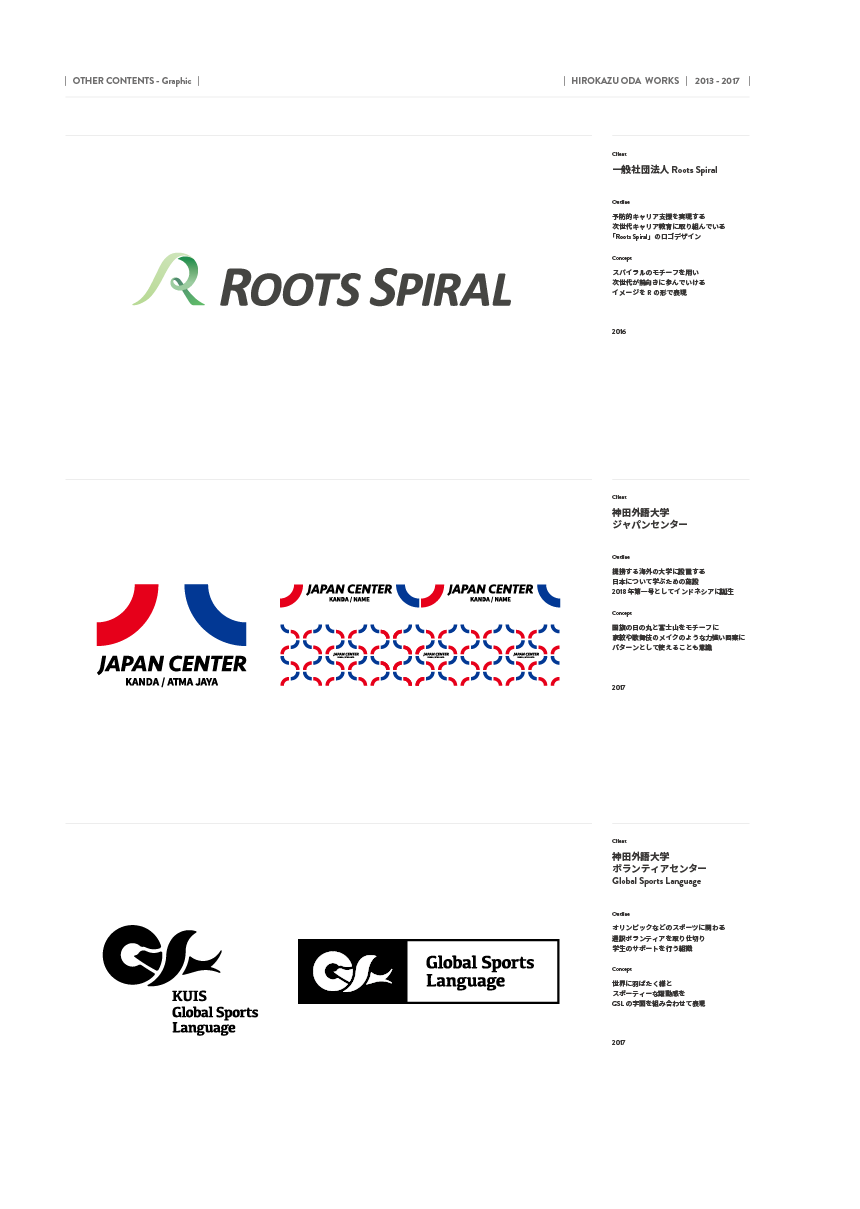 OTHER CONTENTS - Graphic
HIROKAZU ODA WORKS
2013 - 2017
ROOTS SPIRAL
Client
一般社団法人 Roots Spiral
Outline
予防的キャリア支援を実現する
次世代キャリア教育に取り組んでいる
「Roots Spiral」のロゴデザイン
Concept
スパイラルのモチーフを用い
次世代が前向きに歩んでいける
イメージを R の形で表現
2016
JAPAN CENTER
KANDA / ATMA JAYA
JAPAN CENTER
KANDA / NAME
JAPAN CENTER
KANDA / NAME
JAPAN CENTER
JAPAN CENTER
JAPAN CENTER
Client
神田外語大学
ジャパンセンター
Outline
提携する海外の大学に設置する
日本について学ぶための施設
2018 年第一号としてインドネシアに誕生
Concept
国旗の日の丸と富士山をモチーフに
家紋や歌舞伎のメイクのような力強い図案に
パターンとして使えることも意識
2017
KUIS
Global Sports
Language
Global Sports
Language
Client
神田外語大学
ボランティアセンター
Global Sports Language
Outline
オリンピックなどのスポーツに関わる
通訳ボランティアを取り仕切り
学生のサポートを行う組織
Concept
世界に羽ばたく様と
スポーティーな躍動感を
GSL の字面を組み合わせて表現
2017